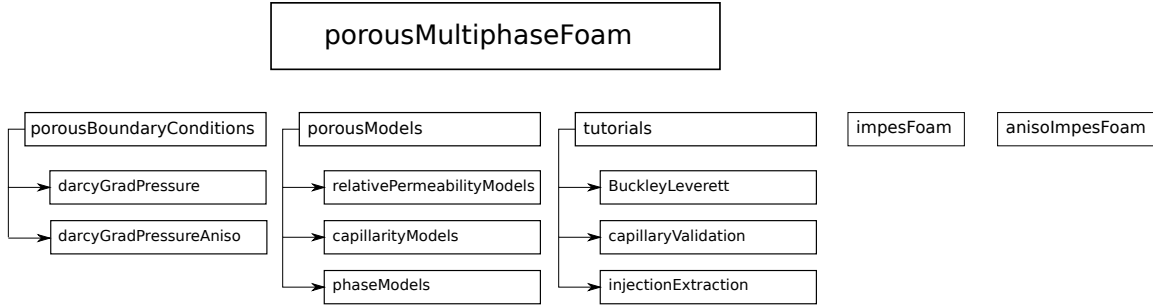 porousMultiphaseFoam
porousBoundaryConditions
darcyGradPressure
darcyGradPressureAniso
porousModels
relativePermeabilityModels
capillarityModels
phaseModels
tutorials
BuckleyLeverett
capillaryValidation
injectionExtraction
impesFoam
anisoImpesFoam